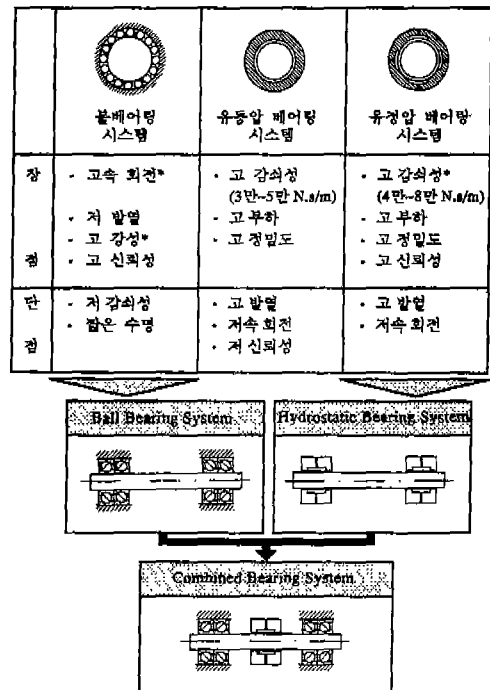 볼베어링
시스템
유동압 베어링
시스템
유정압 베어링
시스템
장
점
- 고속 회전*
- 저 발열
- 고 강성*
- 고 신뢰성
- 고 감쇠성
(3만~5만 N.s/m)
- 고 부하
- 고 정밀도
- 고 감쇠성*
(4만~8만 N.s/m)
- 고 부하
- 고 정밀도
- 고 신뢰성
단
점
- 저 감쇠성
- 짧은 수명
- 고 발열
- 저속 회전
- 저 신뢰성
- 고 발열
- 저속 회전
Ball Bearing System
Hydrostatic Bearing System
Combined Bearing System